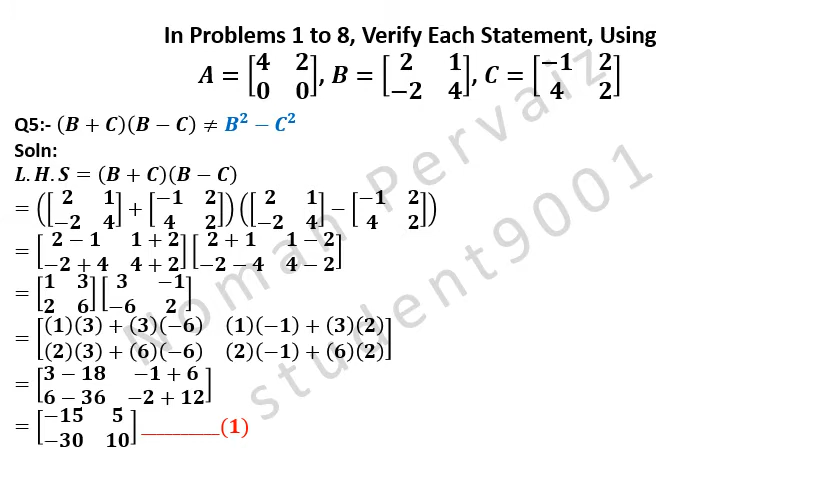 In Problems 1 to 8, Verify Each Statement, Using
A = [4 2; 0 0], B = [2 1; −2 4], C = [−1 2; 4 2]
Q5:- (B + C)(B − C) ≠ B² − C²
Soln:
L.H.S = (B + C)(B − C)
= ([2 1; −2 4] + [−1 2; 4 2])([2 1; −2 4] − [−1 2; 4 2])
= [2 − 1 1 + 2; −2 + 4 4 + 2][2 + 1 1 − 2; −2 − 4 4 − 2]
= [1 3; 2 6][3 −1; −6 2]
= [(1)(3) + (3)(−6) (1)(−1) + (3)(2); (2)(3) + (6)(−6) (2)(−1) + (6)(2)]
= [3 − 18 −1 + 6; 6 − 36 −2 + 12]
= [−15 5; −30 10] ________(1)
Noman Pervaiz
student9001